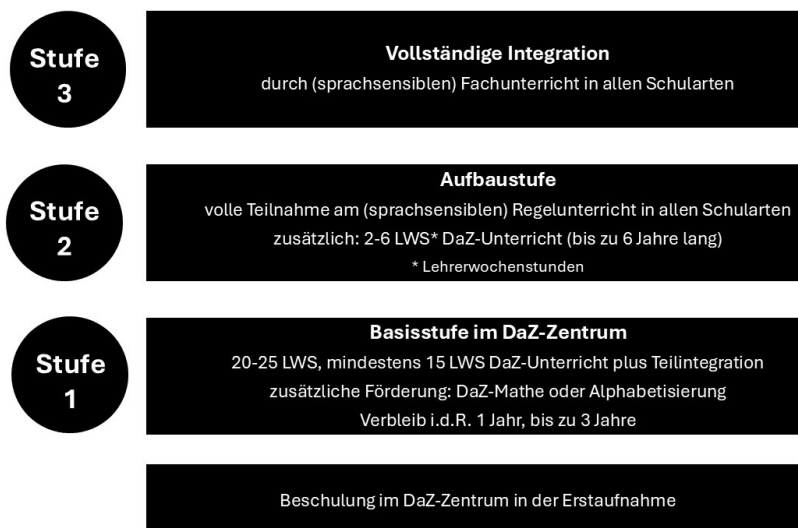 Stufe
3
Vollständige Integration
durch (sprachsensiblen) Fachunterricht in allen Schularten
Stufe
2
Aufbaustufe
volle Teilnahme am (sprachsensiblen) Regelunterricht in allen Schularten
zusätzlich: 2-6 LWS* DaZ-Unterricht (bis zu 6 Jahre lang)
* Lehrerwochenstunden
Stufe
1
Basisstufe im DaZ-Zentrum
20-25 LWS, mindestens 15 LWS DaZ-Unterricht plus Teilintegration
zusätzliche Förderung: DaZ-Mathe oder Alphabetisierung
Verbleib i.d.R. 1 Jahr, bis zu 3 Jahre
Beschulung im DaZ-Zentrum in der Erstaufnahme